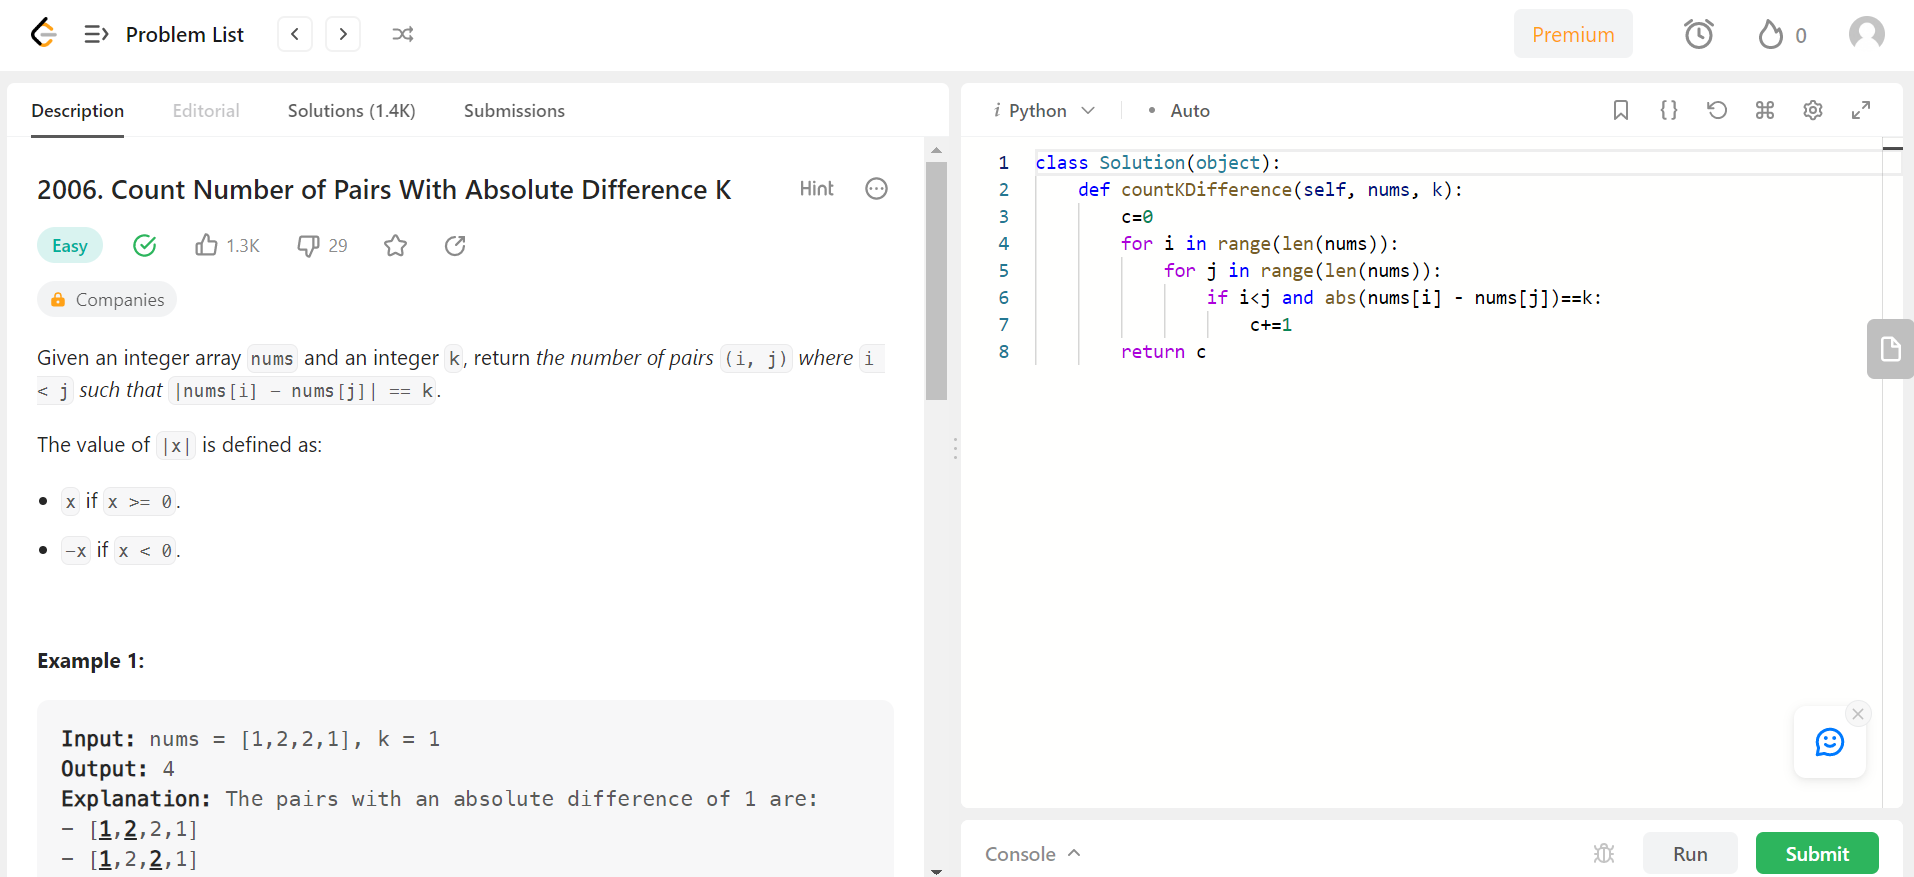 Problem List
Premium
0
Description Editorial Solutions (1.4K) Submissions
2006. Count Number of Pairs With Absolute Difference K
Hint
Easy 1.3K 29
Companies
Given an integer array nums and an integer k, return the number of pairs (i, j) where i
< j such that |nums[i] - nums[j]| == k.
The value of |x| is defined as:
• x if x >= 0.
• -x if x < 0.
Example 1:
Input: nums = [1,2,2,1], k = 1
Output: 4
Explanation: The pairs with an absolute difference of 1 are:
- [1,2,2,1]
- [1,2,2,1]
i Python • Auto
1 class Solution(object):
2     def countKDifference(self, nums, k):
3         c=0
4         for i in range(len(nums)):
5             for j in range(len(nums)):
6                 if i<j and abs(nums[i] - nums[j])==k:
7                     c+=1
8         return c
Console
Run
Submit